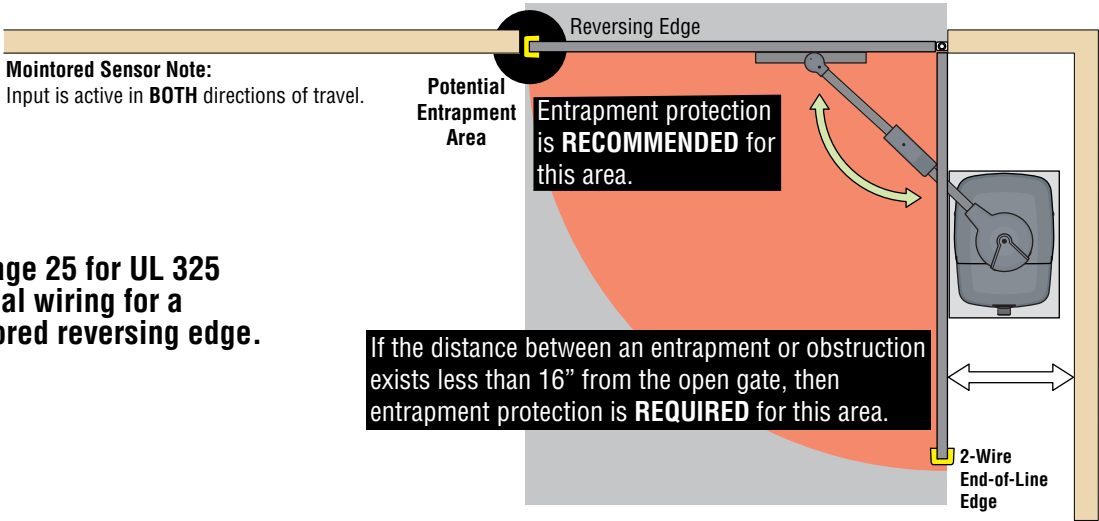 Reversing Edge
Mointored Sensor Note:
Input is active in BOTH directions of travel.
Potential
Entrapment
Area
Entrapment protection
is RECOMMENDED for
this area.
age 25 for UL 325
al wiring for a
ored reversing edge.
If the distance between an entrapment or obstruction
exists less than 16” from the open gate, then
entrapment protection is REQUIRED for this area.
2-Wire
End-of-Line
Edge